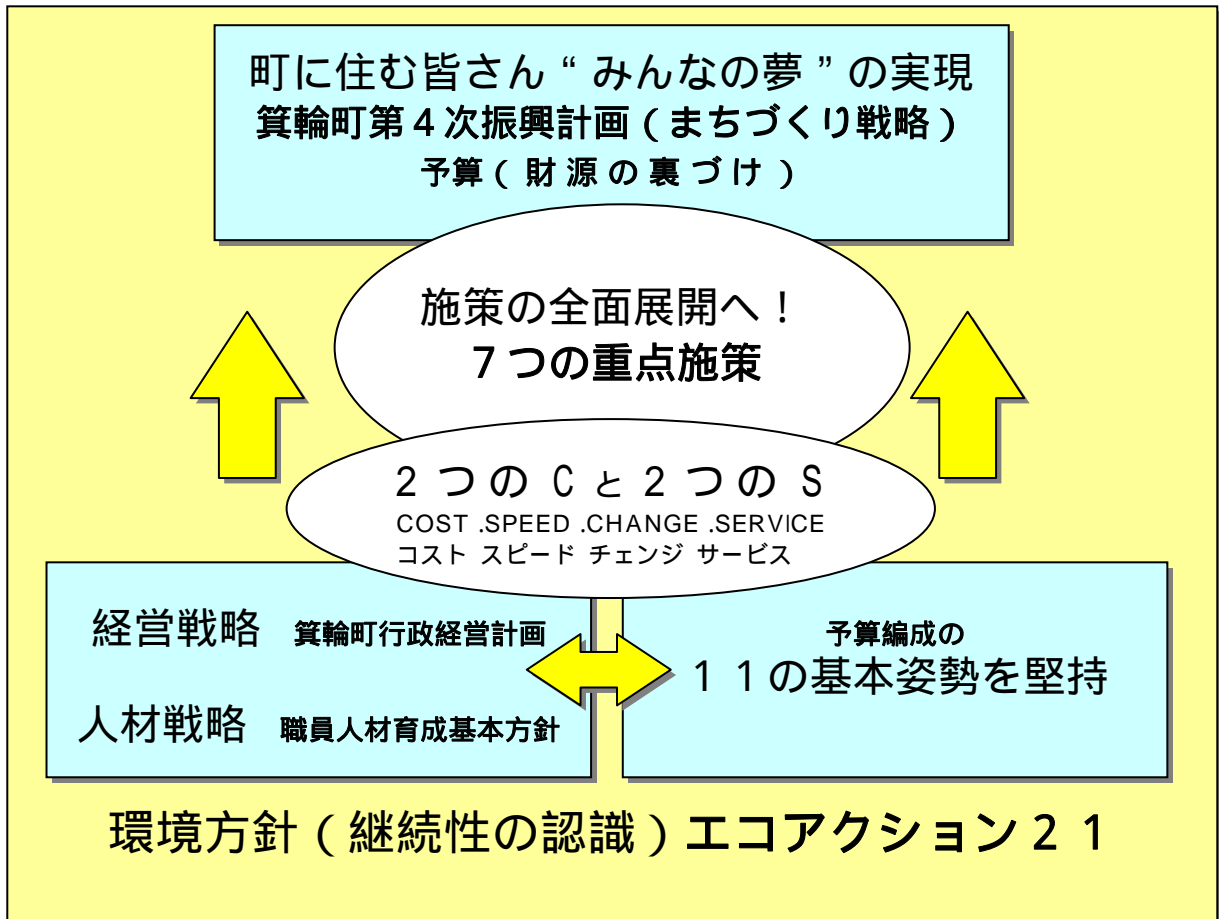 町に住む皆さん“みんなの夢”の実現
箕輪町第４次振興計画（まちづくり戦略）
予算（財源の裏づけ）
施策の全面展開へ！
７つの重点施策
２つのＣと２つのＳ
COST .SPEED .CHANGE .SERVICE
コスト スピード チェンジ サービス
経営戦略 箕輪町行政経営計画
人材戦略 職員人材育成基本方針
予算編成の
１１の基本姿勢を堅持
環境方針（継続性の認識）エコアクション２１